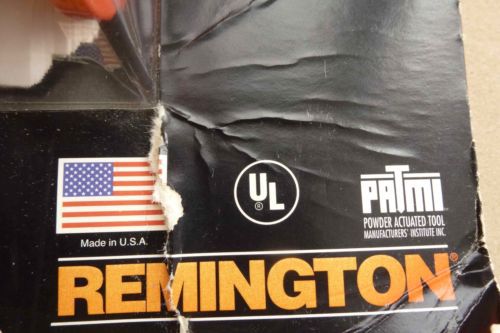 Made in U.S.A.
UL
®
PATMI
POWDER ACTUATED TOOL
MANUFACTURERS' INSTITUTE INC.
REMINGTON®